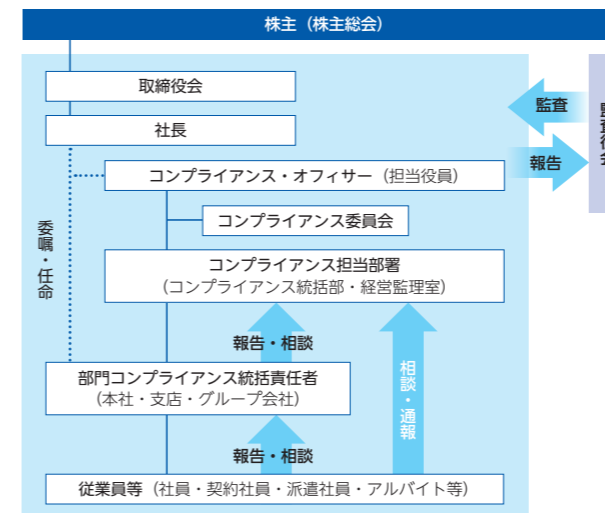 株主（株主総会）
取締役会
社長
監査
報告
監査役会
コンプライアンス・オフィサー（担当役員）
コンプライアンス委員会
委嘱・任命
コンプライアンス担当部署
（コンプライアンス統括部・経営監理室）
報告・相談
相談・通報
部門コンプライアンス統括責任者
（本社・支店・グループ会社）
報告・相談
従業員等（社員・契約社員・派遣社員・アルバイト等）